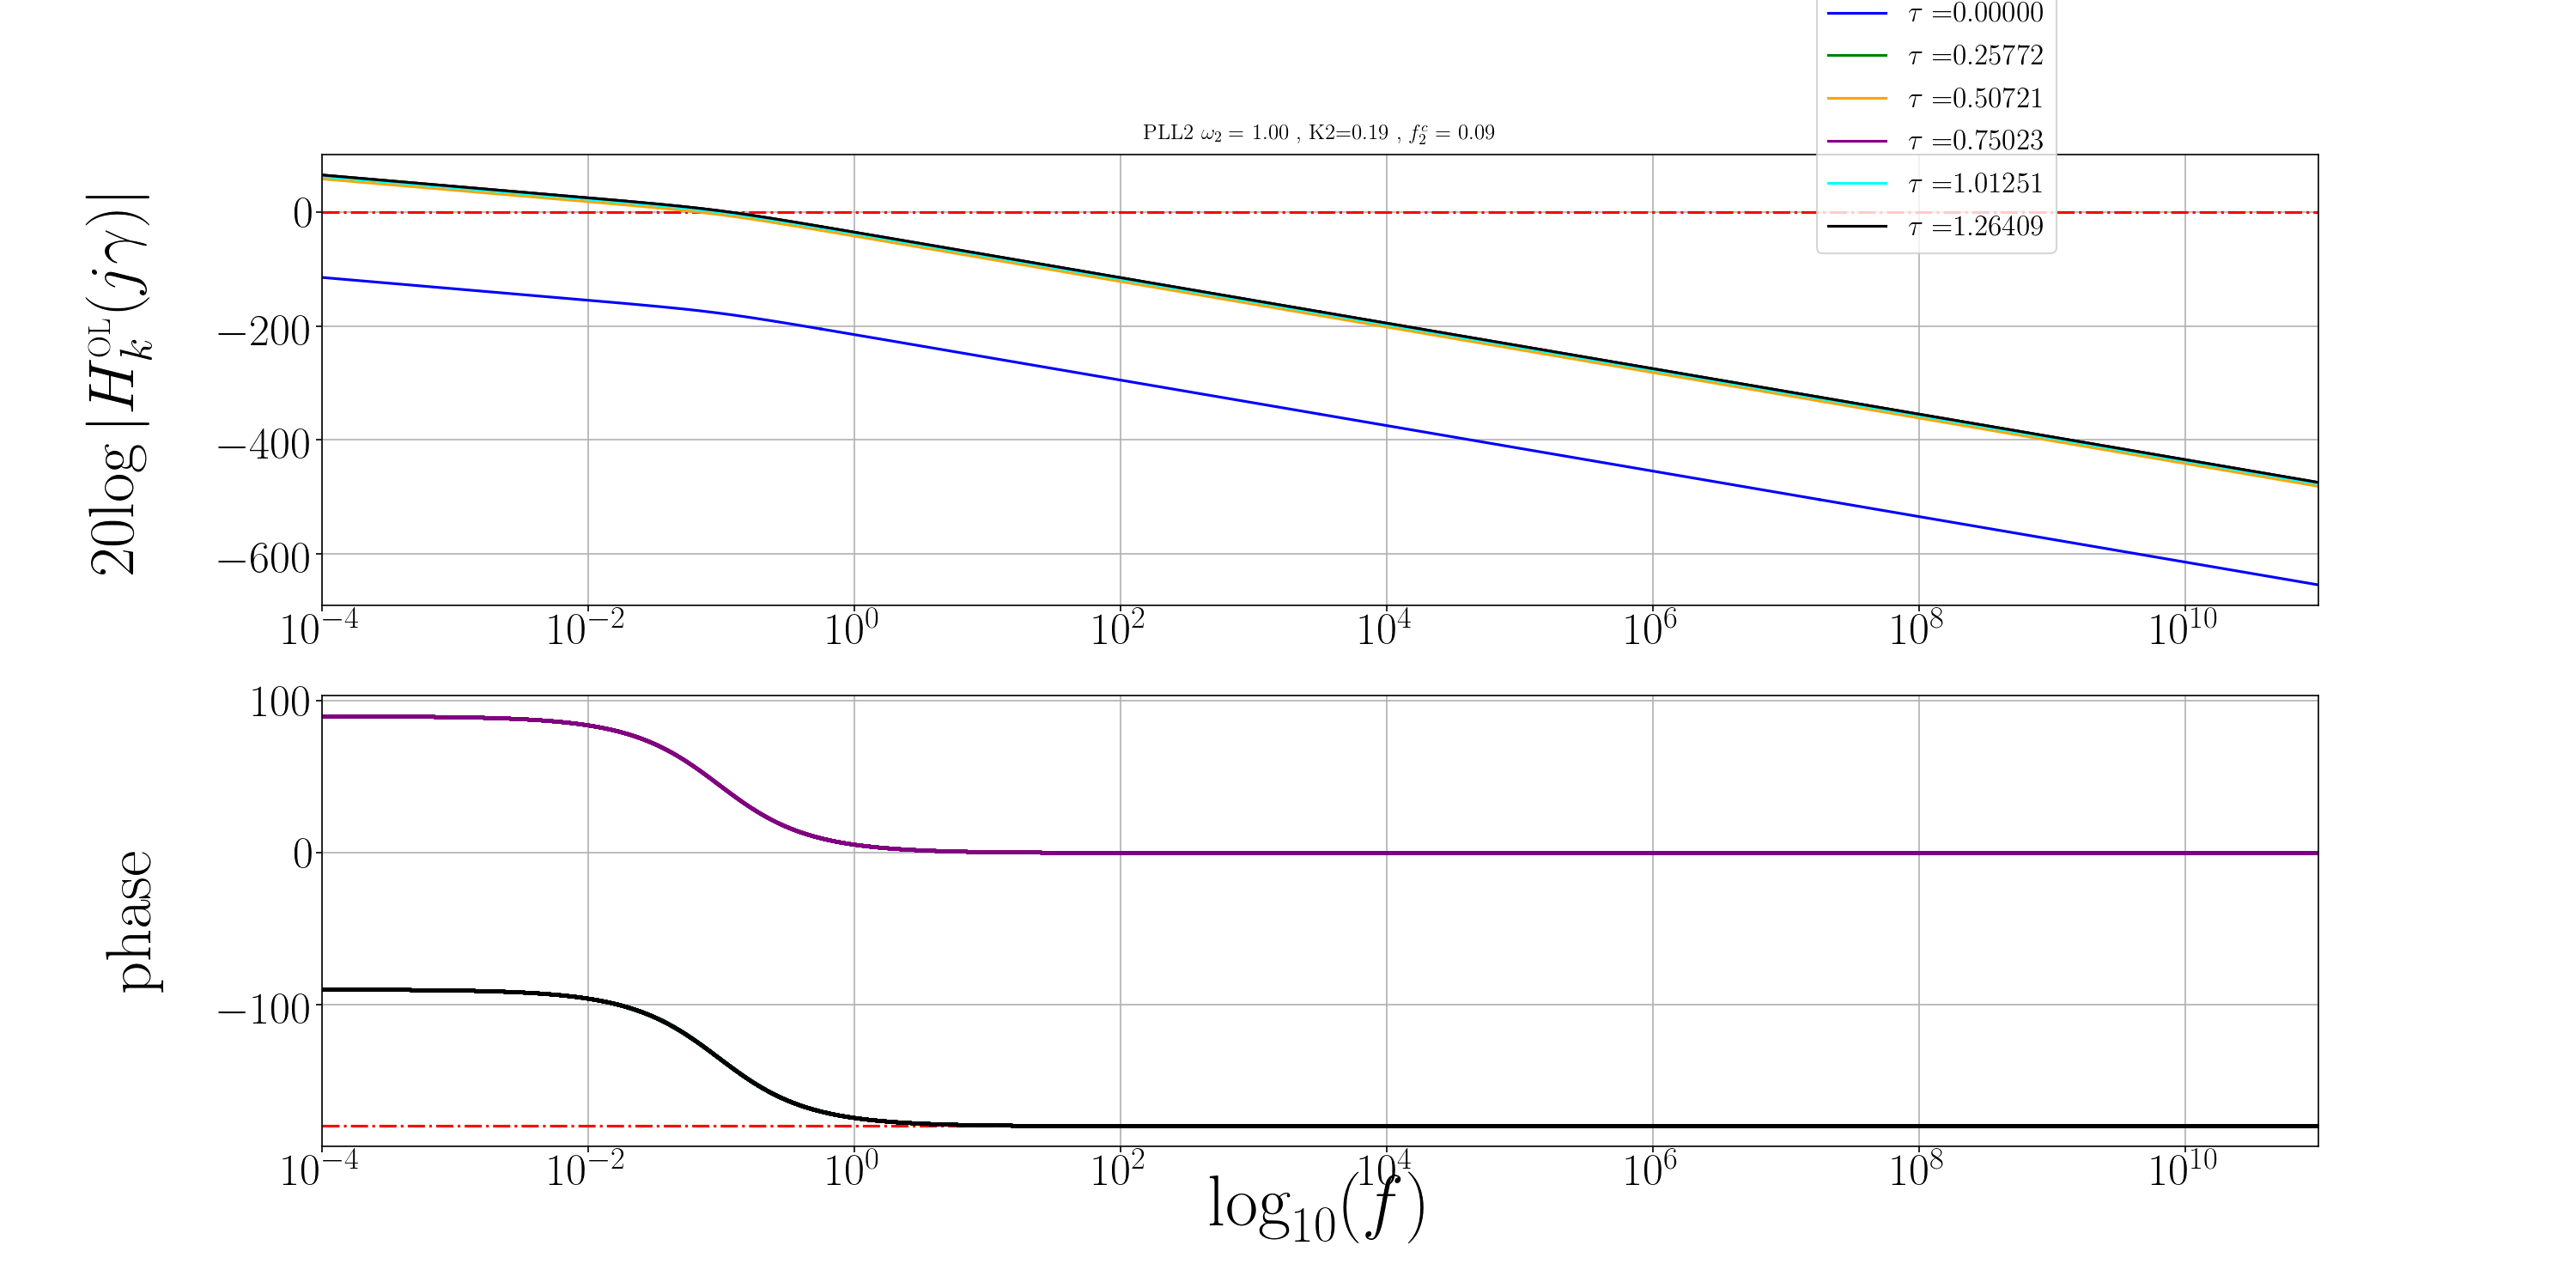 τ =0.00000
τ =0.25772
τ =0.50721
τ =0.75023
τ =1.01251
τ =1.26409
PLL2 ω₂ = 1.00 , K2=0.19 , f₂ᶜ = 0.09
20log |Hₖᴼᴸ(jγ)|
0
−200
−400
−600
10⁻⁴ 10⁻² 10⁰ 10² 10⁴ 10⁶ 10⁸ 10¹⁰
phase
100
0
−100
10⁻⁴ 10⁻² 10⁰ 10² 10⁴ 10⁶ 10⁸ 10¹⁰
log₁₀(f)